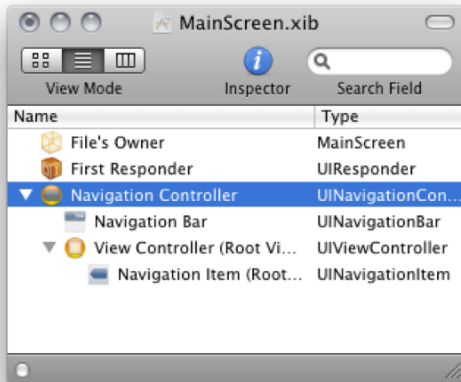 MainScreen.xib
View Mode Inspector Search Field
Name Type
File's Owner MainScreen
First Responder UIResponder
Navigation Controller UINavigationCon...
Navigation Bar UINavigationBar
View Controller (Root Vi... UIViewController
Navigation Item (Root... UINavigationItem